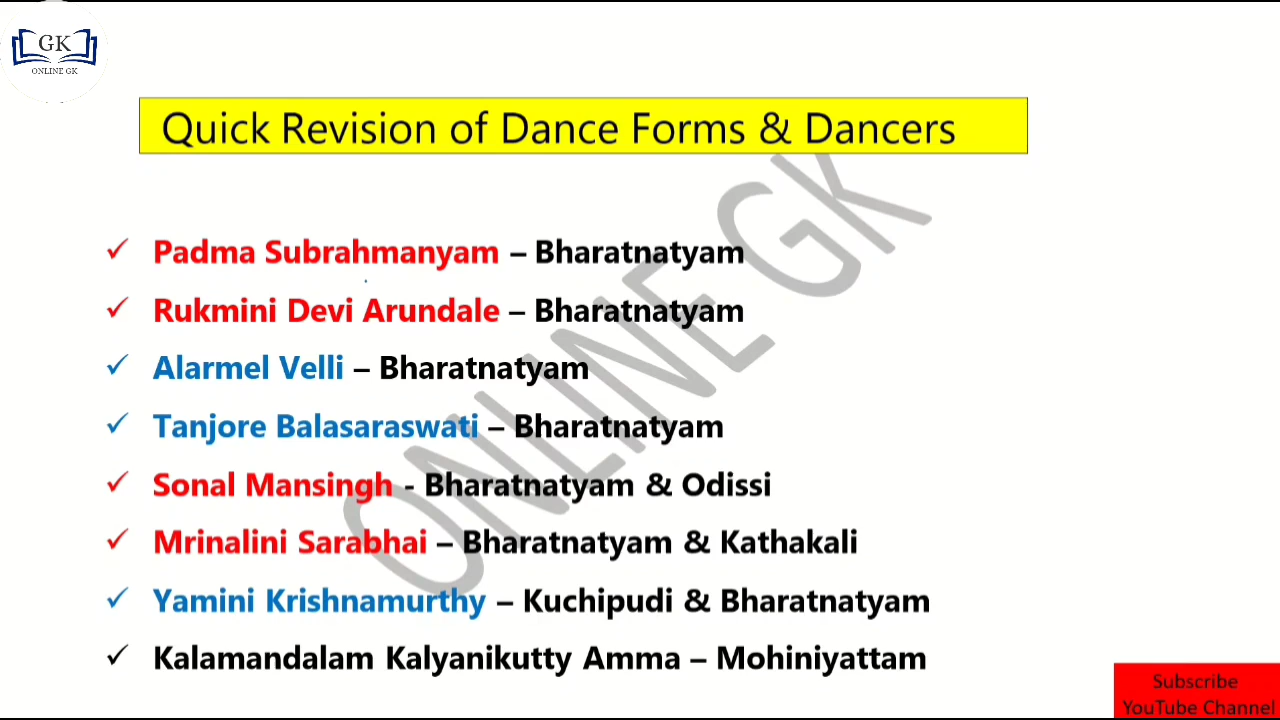 GK
ONLINE GK
Quick Revision of Dance Forms & Dancers
✓ Padma Subrahmanyam – Bharatnatyam
✓ Rukmini Devi Arundale – Bharatnatyam
✓ Alarmel Velli – Bharatnatyam
✓ Tanjore Balasaraswati – Bharatnatyam
✓ Sonal Mansingh - Bharatnatyam & Odissi
✓ Mrinalini Sarabhai – Bharatnatyam & Kathakali
✓ Yamini Krishnamurthy – Kuchipudi & Bharatnatyam
✓ Kalamandalam Kalyanikutty Amma – Mohiniyattam
ONLINE GK
Subscribe
YouTube Channel